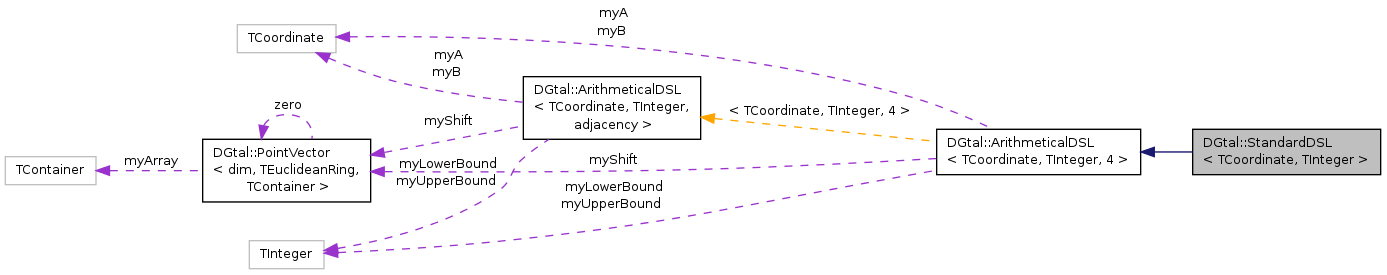 myA
myB
TCoordinate
myA
myB
DGtal::ArithmeticalDSL
< TCoordinate, TInteger,
adjacency >
< TCoordinate, TInteger, 4 >
zero
myShift
DGtal::ArithmeticalDSL
< TCoordinate, TInteger, 4 >
DGtal::StandardDSL
< TCoordinate, TInteger >
DGtal::PointVector
< dim, TEuclideanRing,
TContainer >
myArray
TContainer
myLowerBound
myUpperBound
myShift
myLowerBound
myUpperBound
TInteger